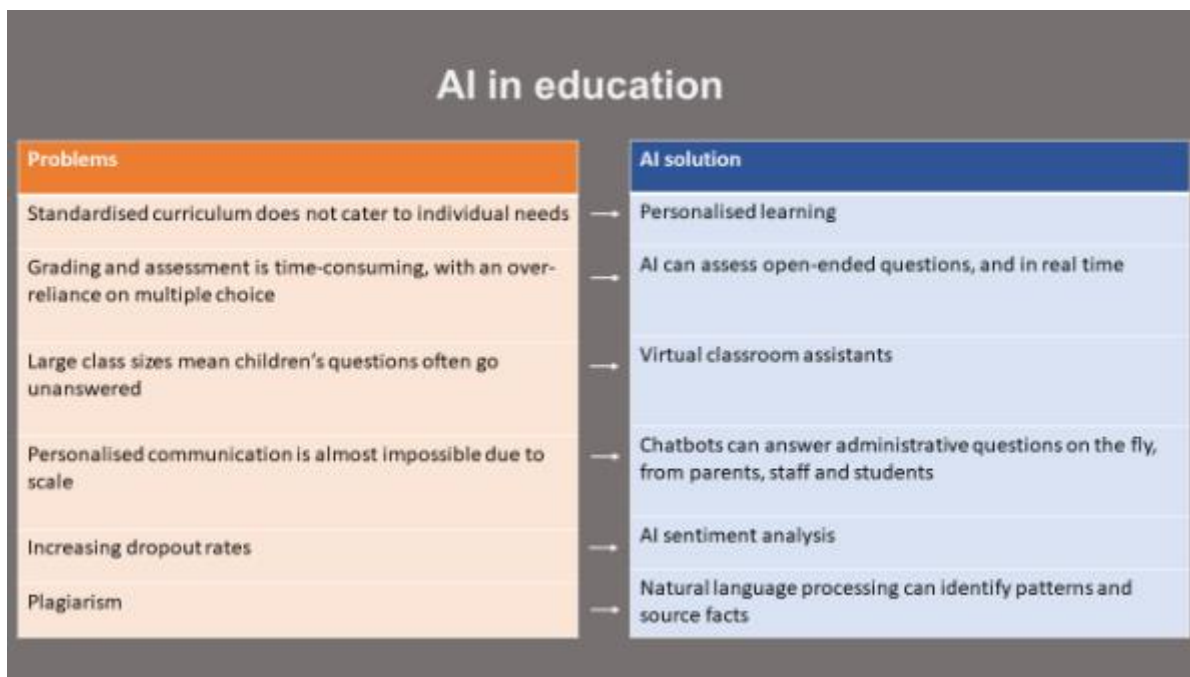 AI in education
Problems
AI solution
Standardised curriculum does not cater to individual needs
Personalised learning
Grading and assessment is time-consuming, with an over-
reliance on multiple choice
AI can assess open-ended questions, and in real time
Large class sizes mean children's questions often go
unanswered
Virtual classroom assistants
Personalised communication is almost impossible due to
scale
Chatbots can answer administrative questions on the fly,
from parents, staff and students
Increasing dropout rates
AI sentiment analysis
Plagiarism
Natural language processing can identify patterns and
source facts